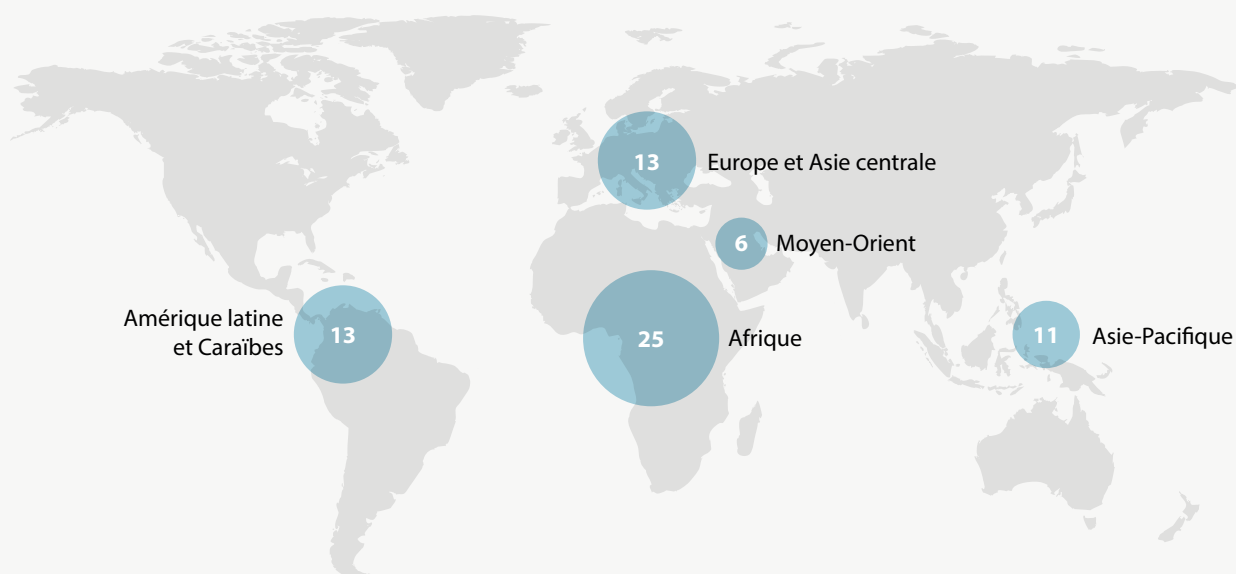 13
Europe et Asie centrale
6
Moyen-Orient
Amérique latine
et Caraïbes
13
25
Afrique
11
Asie-Pacifique